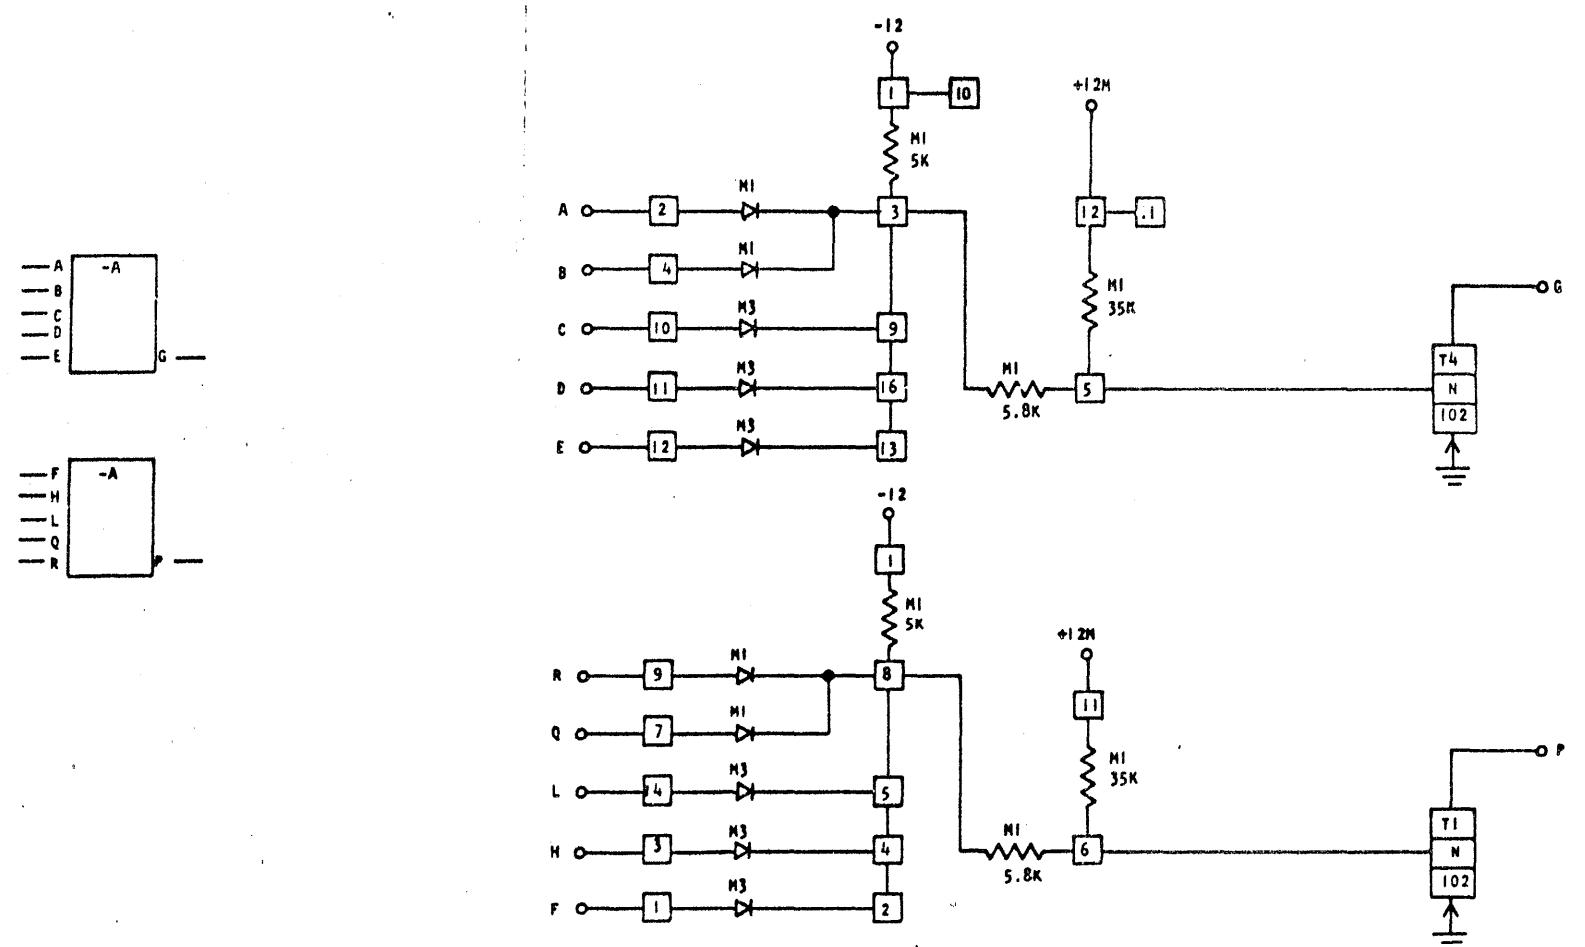 -12
1 10
+12M
M1
5K
M1
A 2 3
12 .1
M1
B 4
-A
A
B
C
D
E G
M1
35K
M3
C 10 9
G
T4
N
102
M3
D 11 16
M1
5.8K
5
M3
E 12 13
-A
F
H
L
Q
R P
-12
1
M1
5K
+12M
M1
R 9 8
11
M1
Q 7
M1
35K
P
M3
L 14 5
T1
N
102
M3
H 3 4
M1
5.8K
6
M3
F 1 2